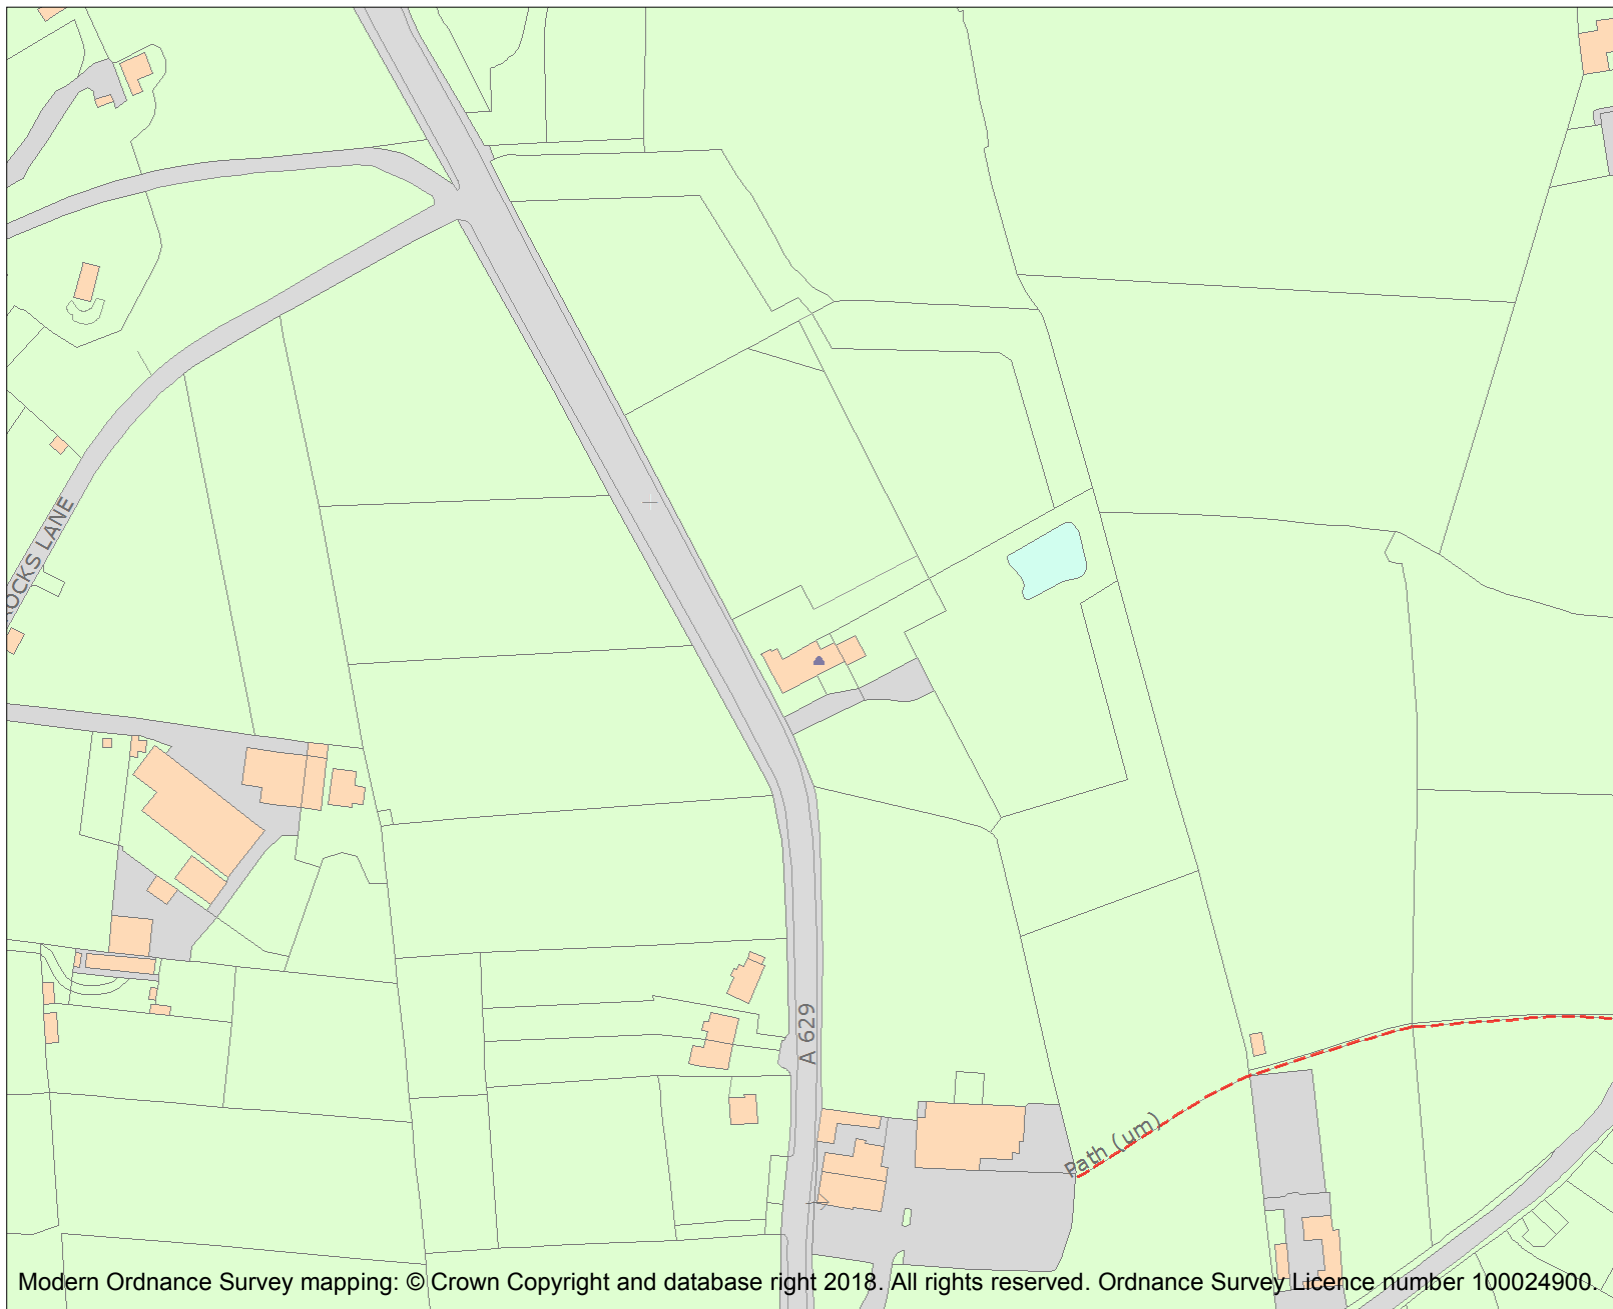 OCKS LANE
A 629
Path (um)
Modern Ordnance Survey mapping: © Crown Copyright and database right 2018. All rights reserved. Ordnance Survey Licence number 100024900.